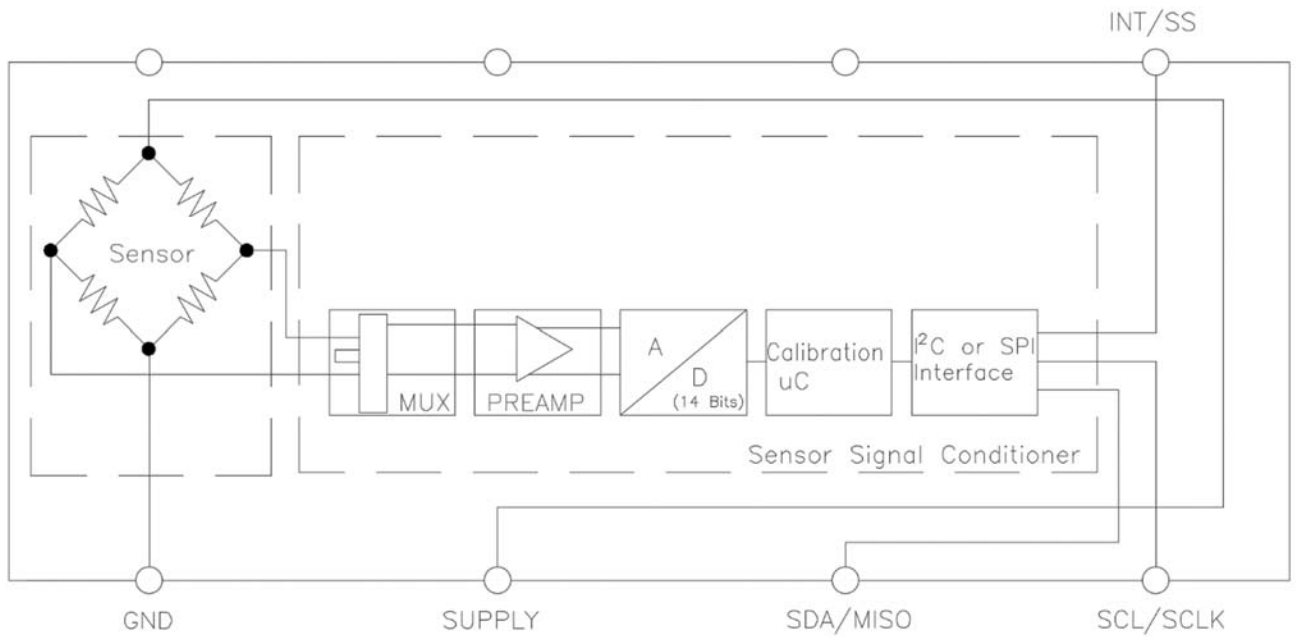 INT/SS
Sensor
A
D
(14 Bits)
MUX
PREAMP
Calibration
uC
I²C or SPI
Interface
Sensor Signal Conditioner
GND
SUPPLY
SDA/MISO
SCL/SCLK